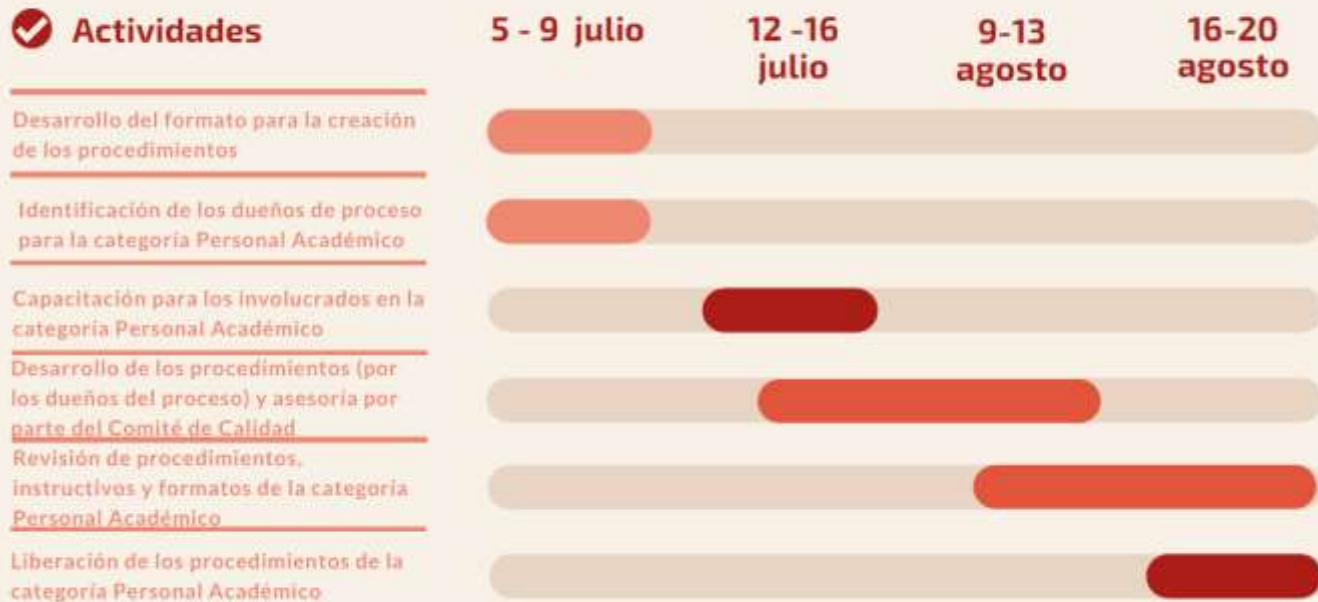 Actividades
5 - 9 julio
12 -16
julio
9-13
agosto
16-20
agosto
Desarrollo del formato para la creación
de los procedimientos
Identificación de los dueños de proceso
para la categoría Personal Académico
Capacitación para los involucrados en la
categoría Personal Académico
Desarrollo de los procedimientos (por
los dueños del proceso) y asesoría por
parte del Comité de Calidad
Revisión de procedimientos,
instructivos y formatos de la categoría
Personal Académico
Liberación de los procedimientos de la
categoría Personal Académico